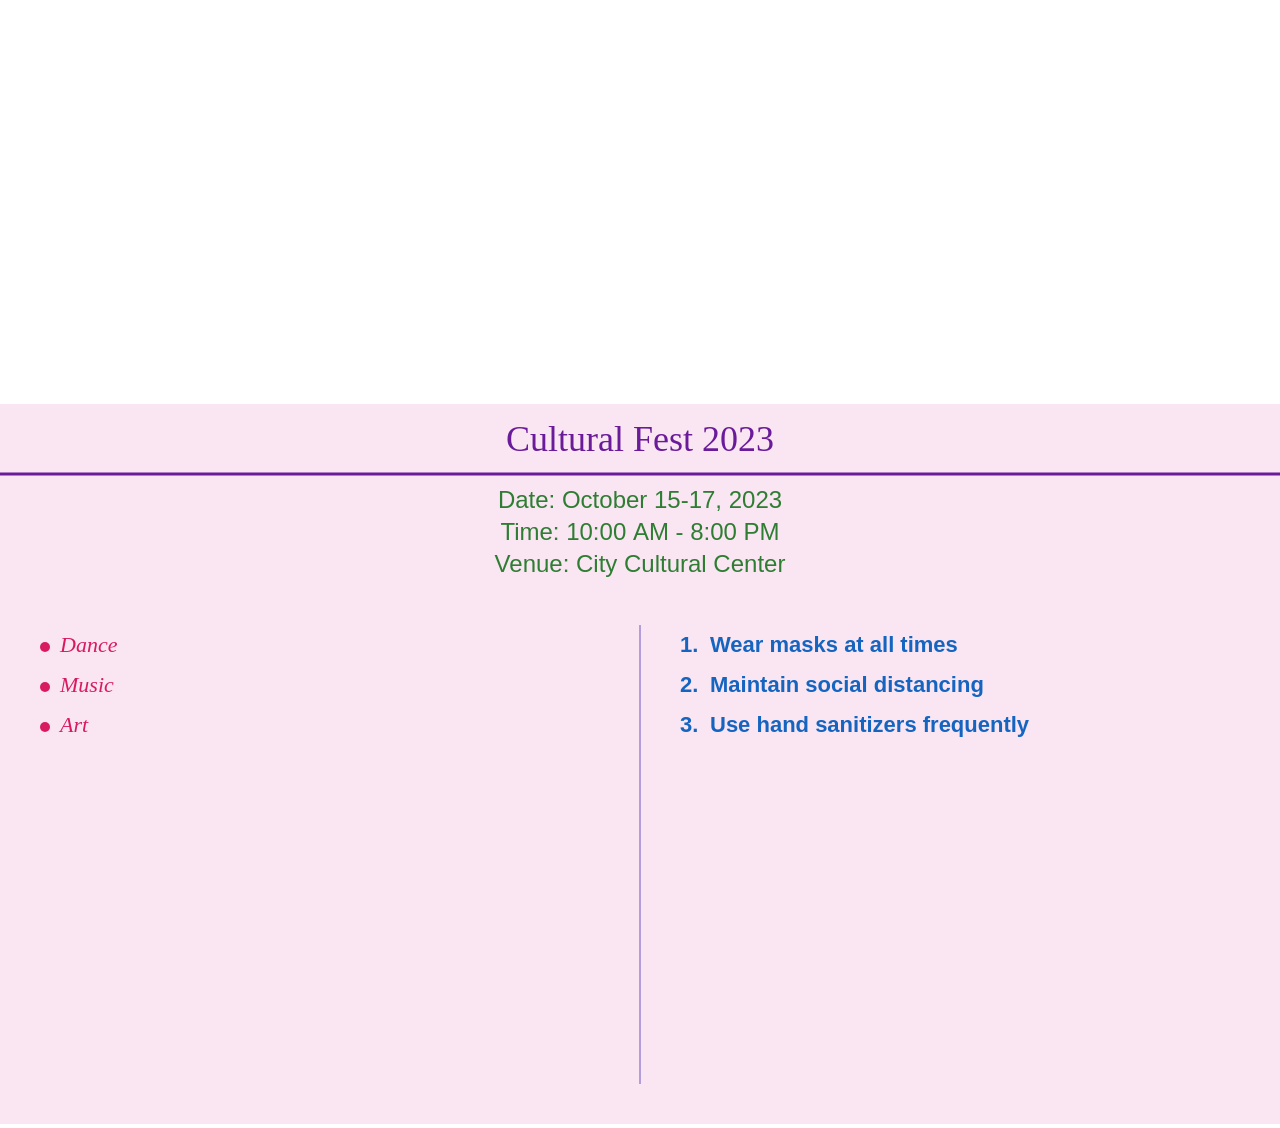 Cultural Fest 2023
Date: October 15-17, 2023
Time: 10:00 AM - 8:00 PM
Venue: City Cultural Center
Dance
Music
Art
1. Wear masks at all times
2. Maintain social distancing
3. Use hand sanitizers frequently